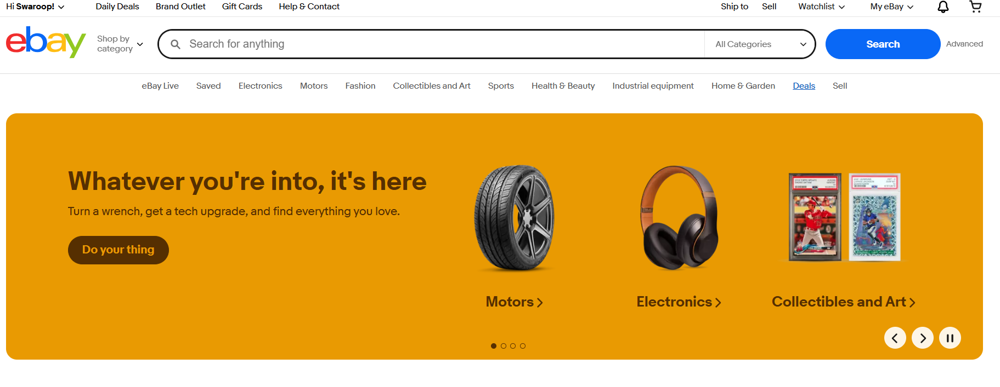 Hi Swaroop!
Daily Deals
Brand Outlet
Gift Cards
Help & Contact
Ship to
Sell
Watchlist
My eBay
ebay
Shop by
category
Search for anything
All Categories
Search
Advanced
eBay Live
Saved
Electronics
Motors
Fashion
Collectibles and Art
Sports
Health & Beauty
Industrial equipment
Home & Garden
Deals
Sell
Whatever you're into, it's here
Turn a wrench, get a tech upgrade, and find everything you love.
Do your thing
Motors
Electronics
Collectibles and Art